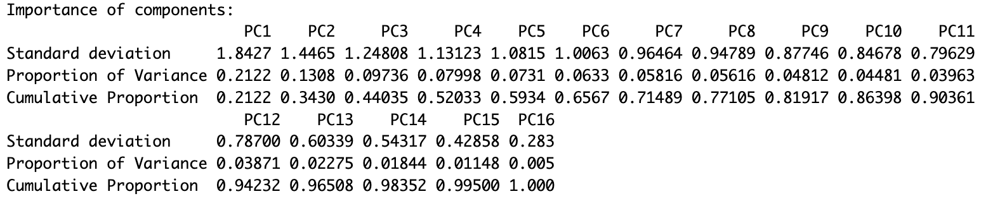 Importance of components:
PC1 PC2 PC3 PC4 PC5 PC6 PC7 PC8 PC9 PC10 PC11
Standard deviation 1.8427 1.4465 1.24808 1.13123 1.0815 1.0063 0.96464 0.94789 0.87746 0.84678 0.79629
Proportion of Variance 0.2122 0.1308 0.09736 0.07998 0.0731 0.0633 0.05816 0.05616 0.04812 0.04481 0.03963
Cumulative Proportion 0.2122 0.3430 0.44035 0.52033 0.5934 0.6567 0.71489 0.77105 0.81917 0.86398 0.90361
PC12 PC13 PC14 PC15 PC16
Standard deviation 0.78700 0.60339 0.54317 0.42858 0.283
Proportion of Variance 0.03871 0.02275 0.01844 0.01148 0.005
Cumulative Proportion 0.94232 0.96508 0.98352 0.99500 1.000